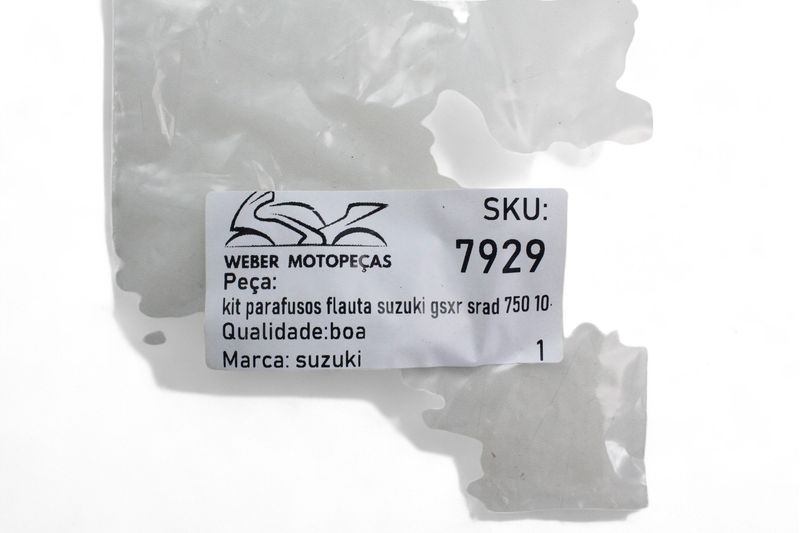 SKU:
7929
WEBER MOTOPEÇAS
Peça:
kit parafusos flauta suzuki gsxr srad 750 10-
Qualidade:boa
Marca: suzuki
1